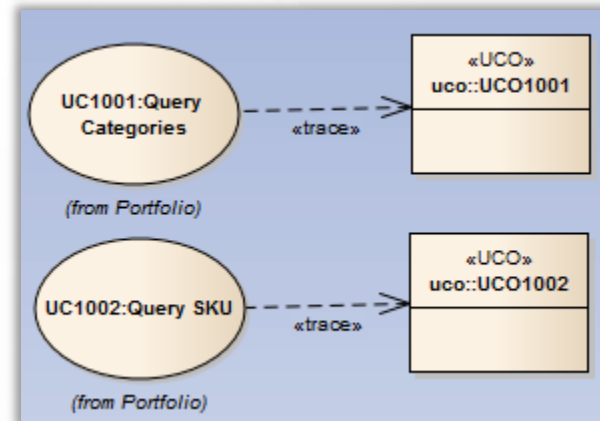 UC1001:Query
Categories
«trace»
«UCO»
uco::UCO1001
(from Portfolio)
UC1002:Query SKU
«trace»
«UCO»
uco::UCO1002
(from Portfolio)